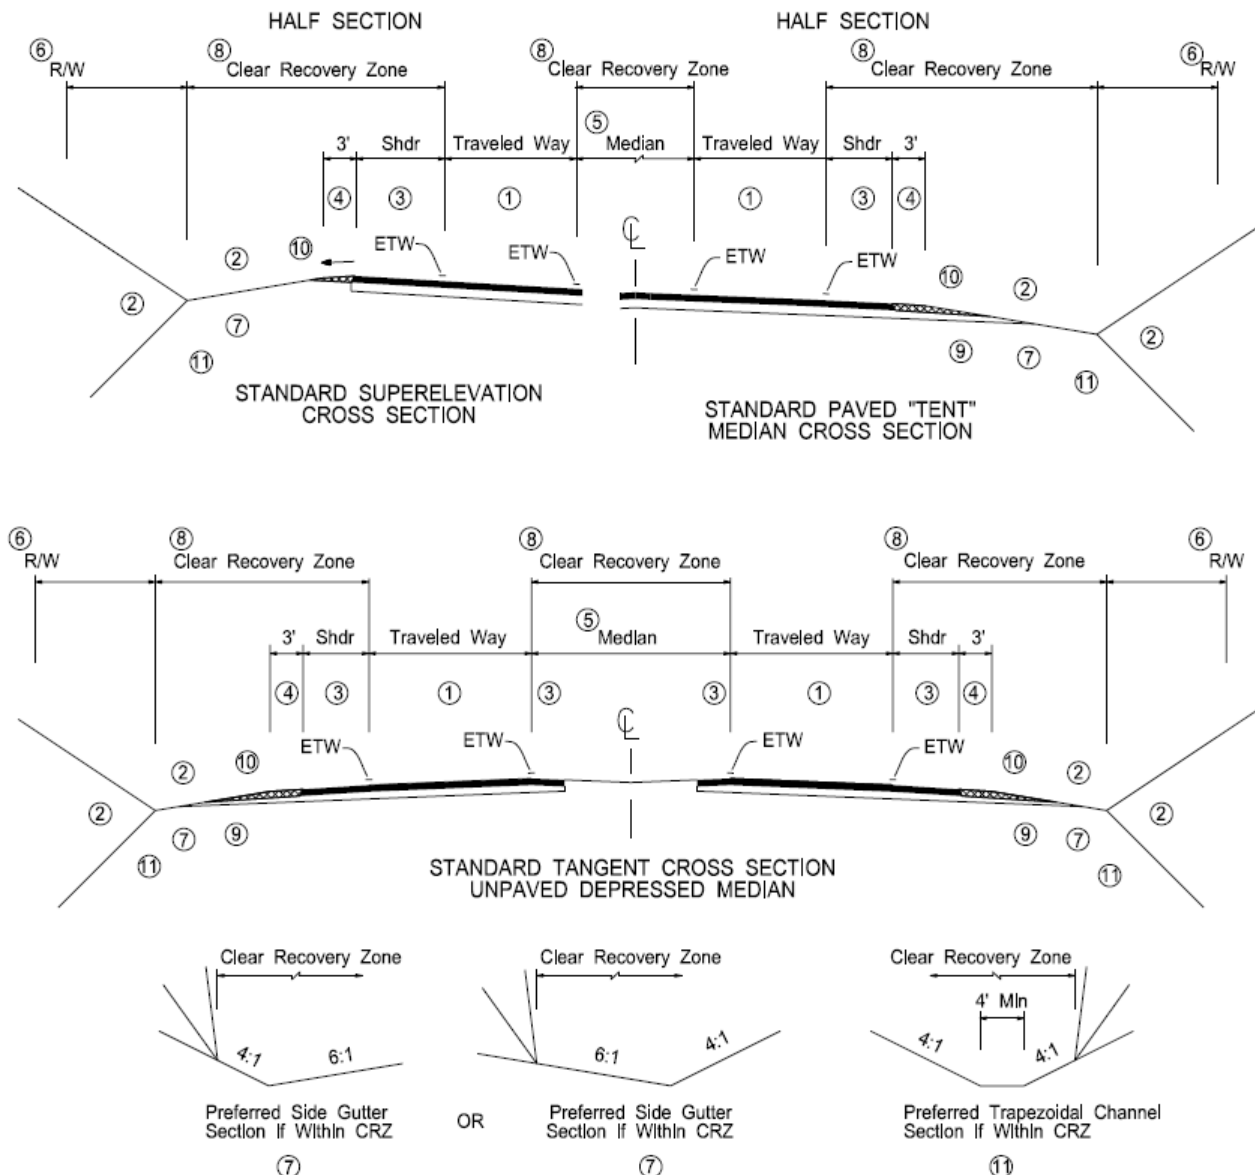 HALF SECTION HALF SECTION
6 R/W 8 Clear Recovery Zone 8 Clear Recovery Zone 8 Clear Recovery Zone 6 R/W
5
3' Shdr Traveled Way Median Traveled Way Shdr 3'
4 3 1 1 3 4
CL
2 10 ETW ETW ETW ETW 10 2
2 7 9 7 2
11 11
STANDARD SUPERELEVATION
CROSS SECTION
STANDARD PAVED "TENT"
MEDIAN CROSS SECTION
6 R/W 8 Clear Recovery Zone 8 Clear Recovery Zone 8 Clear Recovery Zone 6 R/W
5
3' Shdr Traveled Way Median Traveled Way Shdr 3'
4 3 1 3 3 1 3 4
CL
2 10 ETW ETW ETW ETW 10 2
2 7 9 9 7 2
11 11
STANDARD TANGENT CROSS SECTION
UNPAVED DEPRESSED MEDIAN
Clear Recovery Zone Clear Recovery Zone Clear Recovery Zone
4' Min
4:1 6:1 6:1 4:1 4:1 4:1
Preferred Side Gutter
Section If Within CRZ
7
OR
Preferred Side Gutter
Section If Within CRZ
7
Preferred Trapezoidal Channel
Section If Within CRZ
11